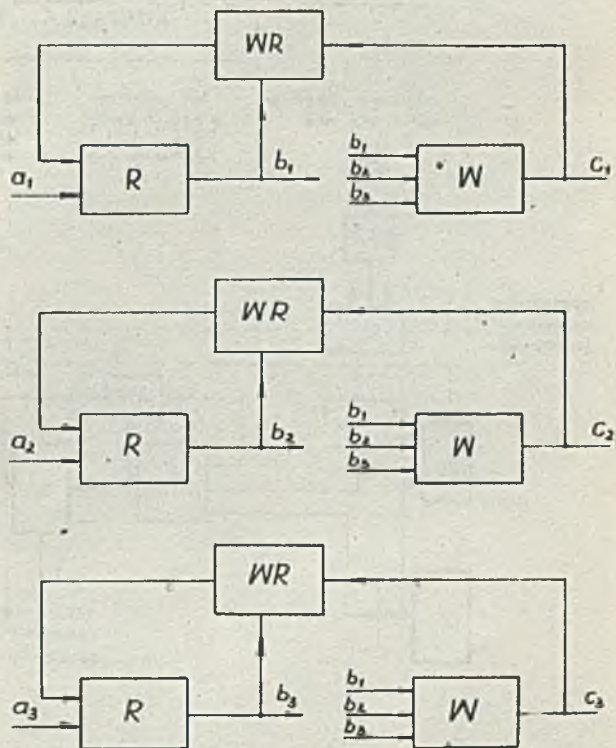 WR
a₁ R b₁
b₁
b₂
b₃
M C₁
WR
a₂ R b₂
b₁
b₂
b₃
M C₂
WR
a₃ R b₃
b₁
b₂
b₃
M C₃